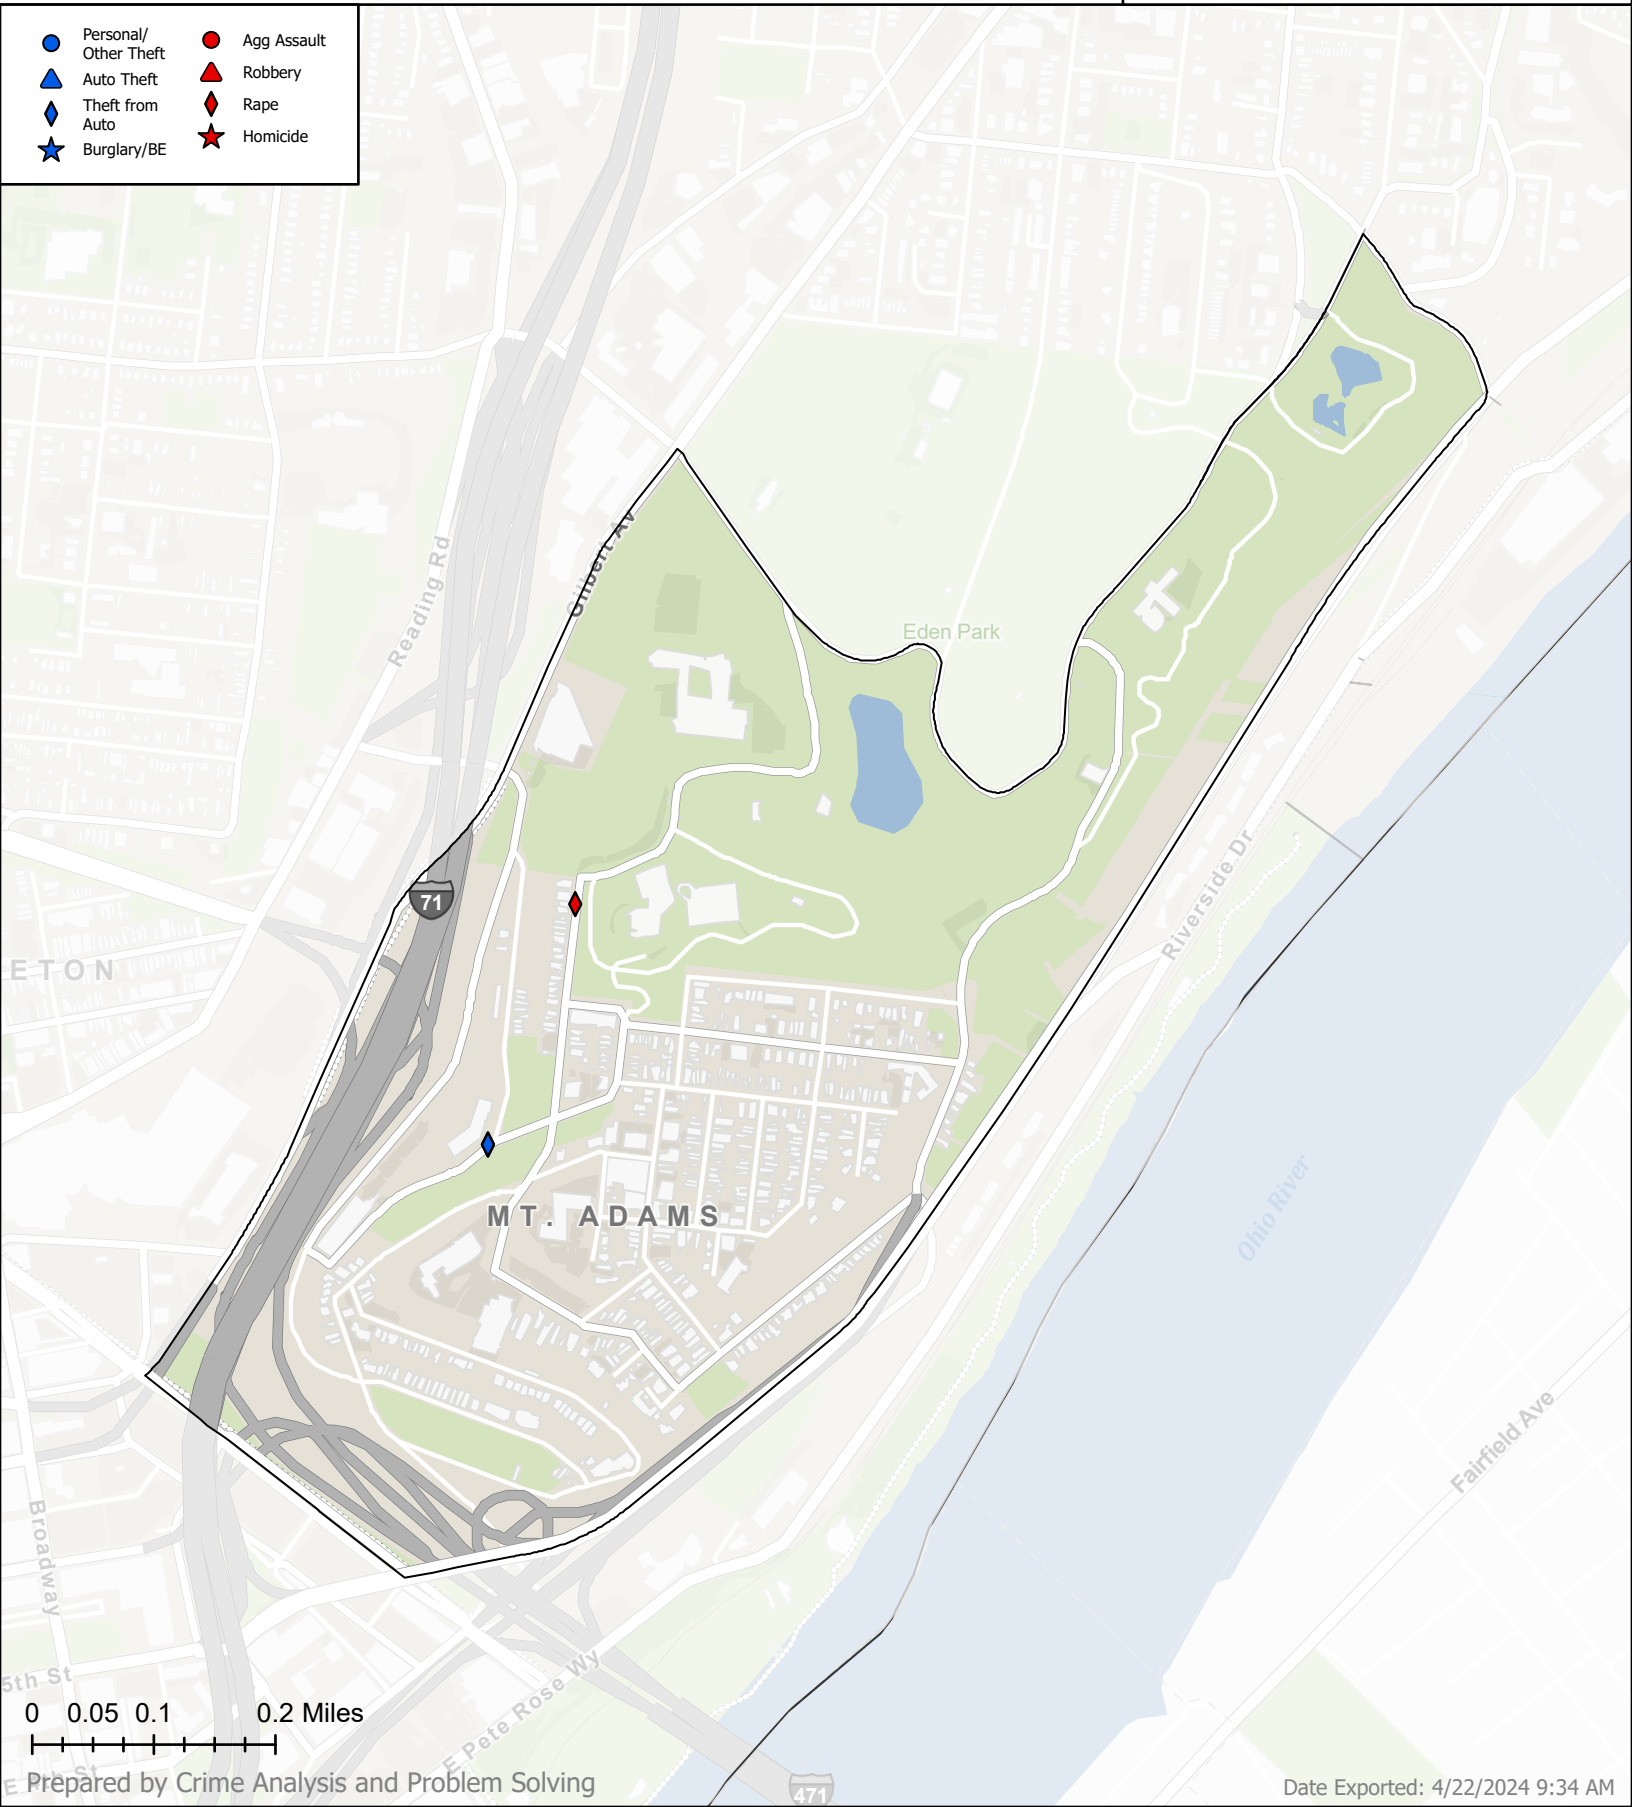 Personal/
Other Theft
Auto Theft
Theft from
Auto
Burglary/BE
Agg Assault
Robbery
Rape
Homicide
Gilbert Av
Reading Rd
Eden Park
71
ETON
Riverside Dr
MT. ADAMS
Ohio River
Fairfield Ave
Broadway
5th St
E Pete Rose Wy
0 0.05 0.1 0.2 Miles
E 4th St
Prepared by Crime Analysis and Problem Solving
471
Date Exported: 4/22/2024 9:34 AM